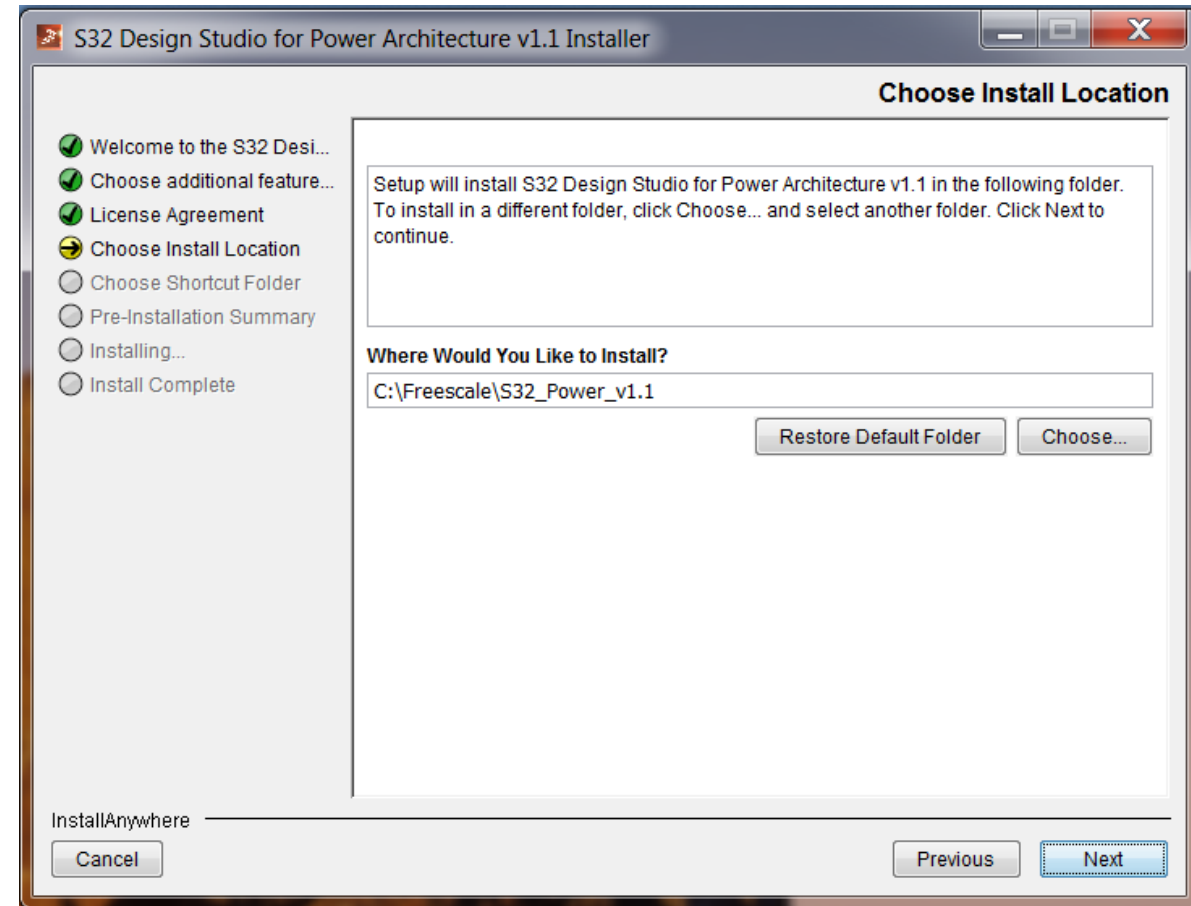 S32 Design Studio for Power Architecture v1.1 Installer
Choose Install Location
Welcome to the S32 Desi...
Choose additional feature...
License Agreement
Choose Install Location
Choose Shortcut Folder
Pre-Installation Summary
Installing...
Install Complete
Setup will install S32 Design Studio for Power Architecture v1.1 in the following folder.
To install in a different folder, click Choose... and select another folder. Click Next to
continue.
Where Would You Like to Install?
C:\Freescale\S32_Power_v1.1
Restore Default Folder
Choose...
InstallAnywhere
Cancel
Previous
Next